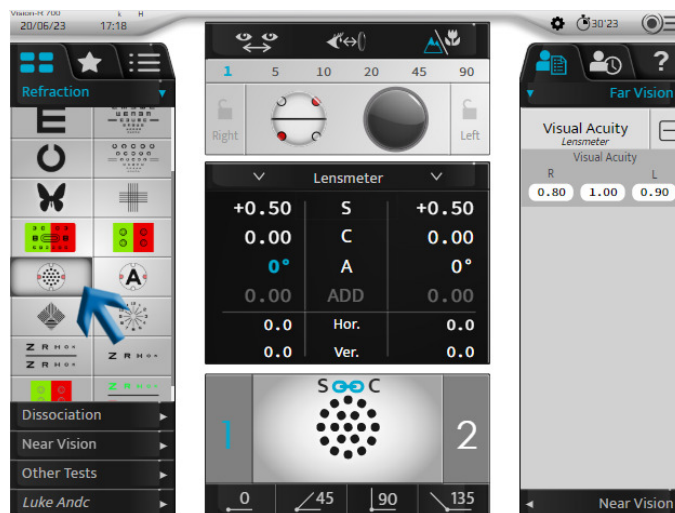 Vision-R 700
20/06/23 17:18
30'23
Refraction
E
A
Z R H O N
Z R H O N
Z R H O N
Dissociation
Near Vision
Other Tests
Luke Andc
1 5 10 20 45 90
Right Left
Lensmeter
+0.50 S +0.50
0.00 C 0.00
0° A 0°
0.00 ADD 0.00
0.0 Hor. 0.0
0.0 Ver. 0.0
S C
1 2
0 45 90 135
?
Far Vision
Visual Acuity
Lensmeter
Visual Acuity
R L
0.80 1.00 0.90
Near Vision